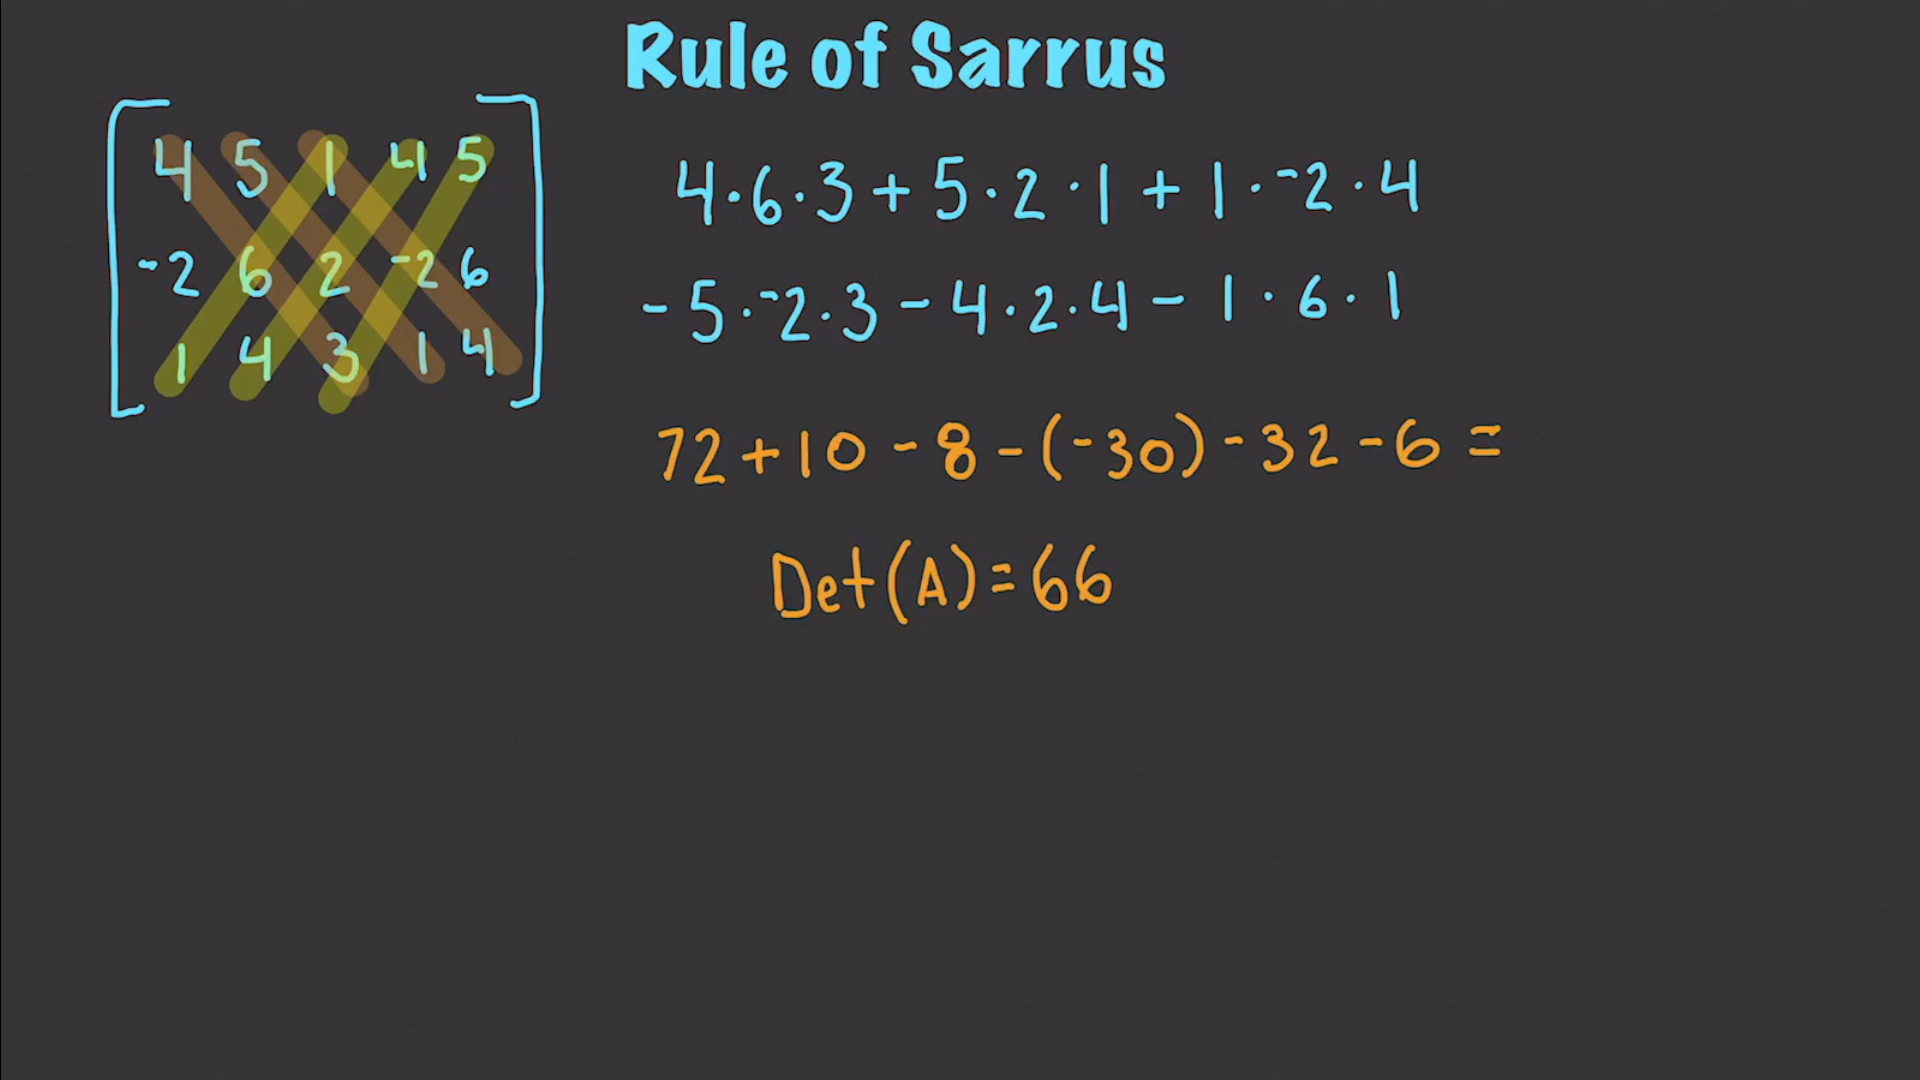 Rule of Sarrus
4 5 1 4 5
-2 6 2 -2 6
1 4 3 1 4
4·6·3+5·2·1+1·-2·4
-5·-2·3-4·2·4-1·6·1
72+10-8-(-30)-32-6=
Det(A)=66